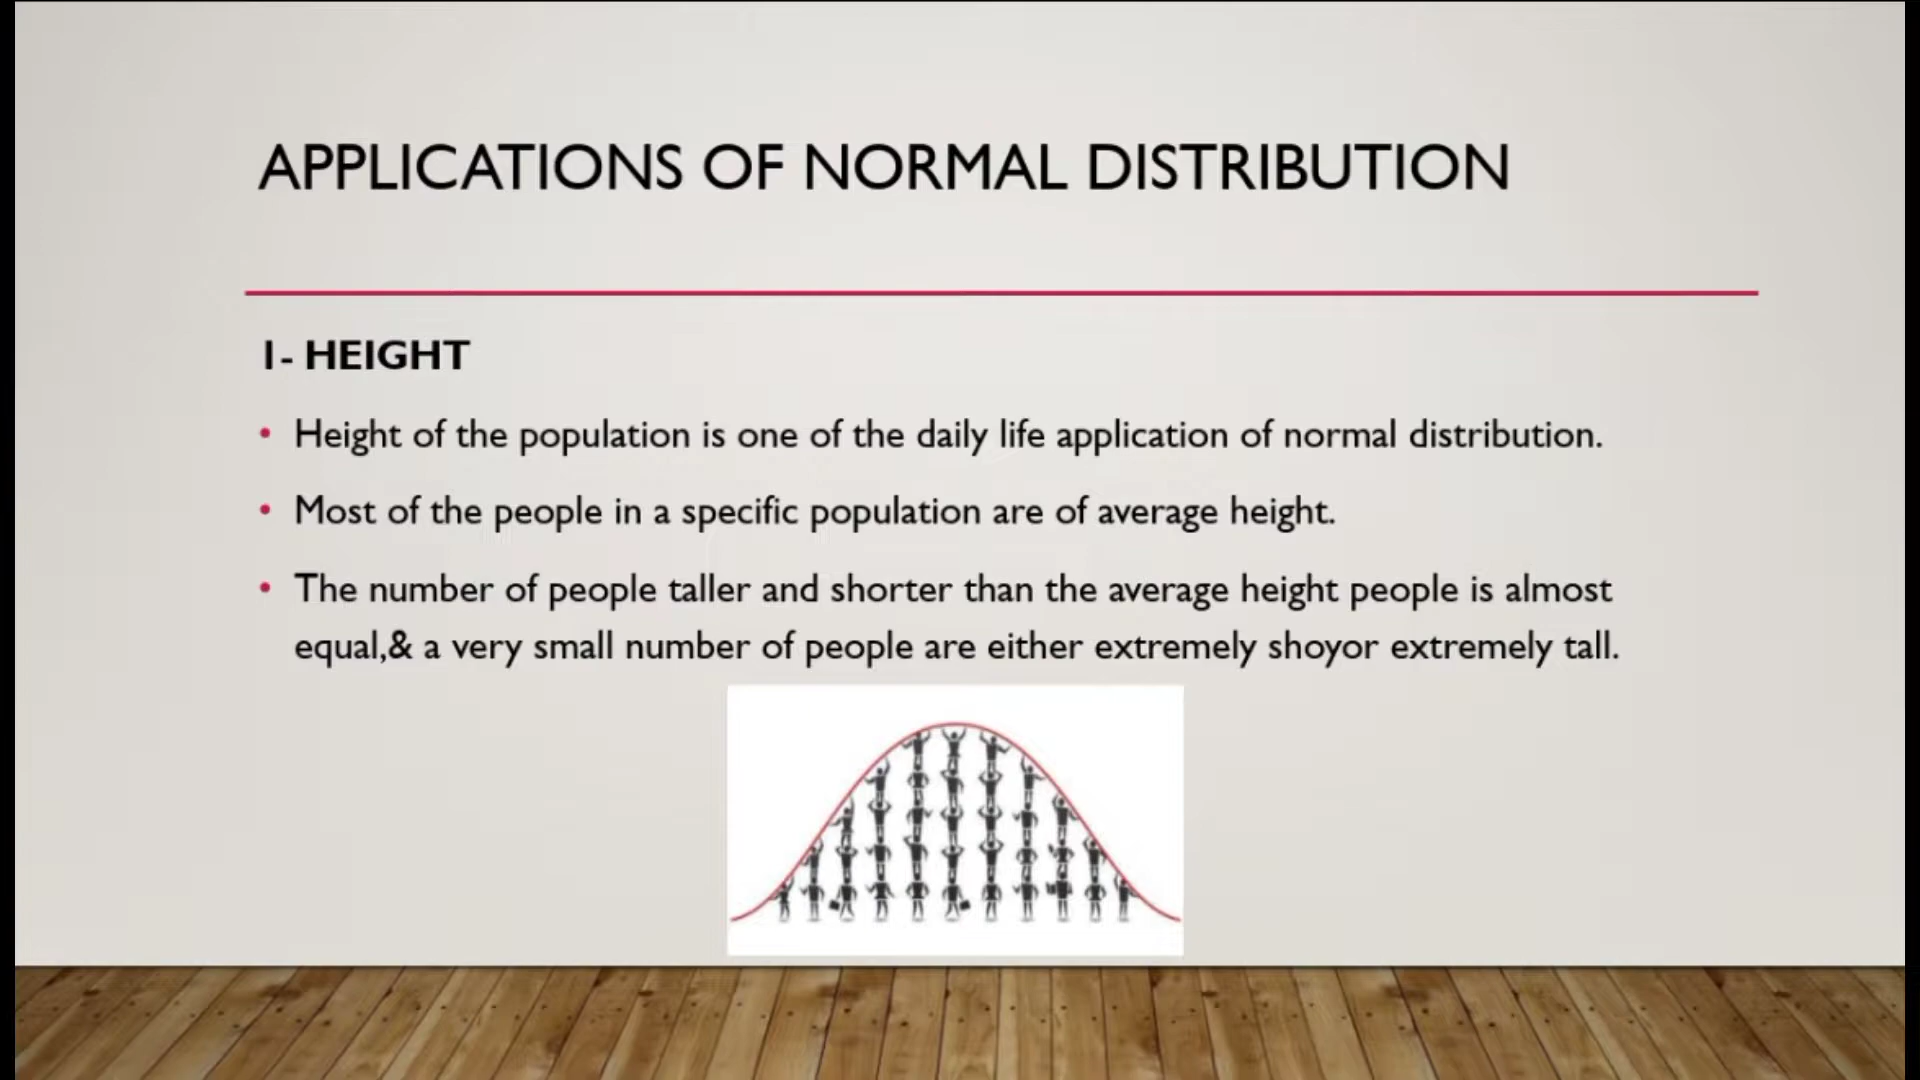 APPLICATIONS OF NORMAL DISTRIBUTION
1- HEIGHT
• Height of the population is one of the daily life application of normal distribution.
• Most of the people in a specific population are of average height.
• The number of people taller and shorter than the average height people is almost
equal,& a very small number of people are either extremely shoyor extremely tall.